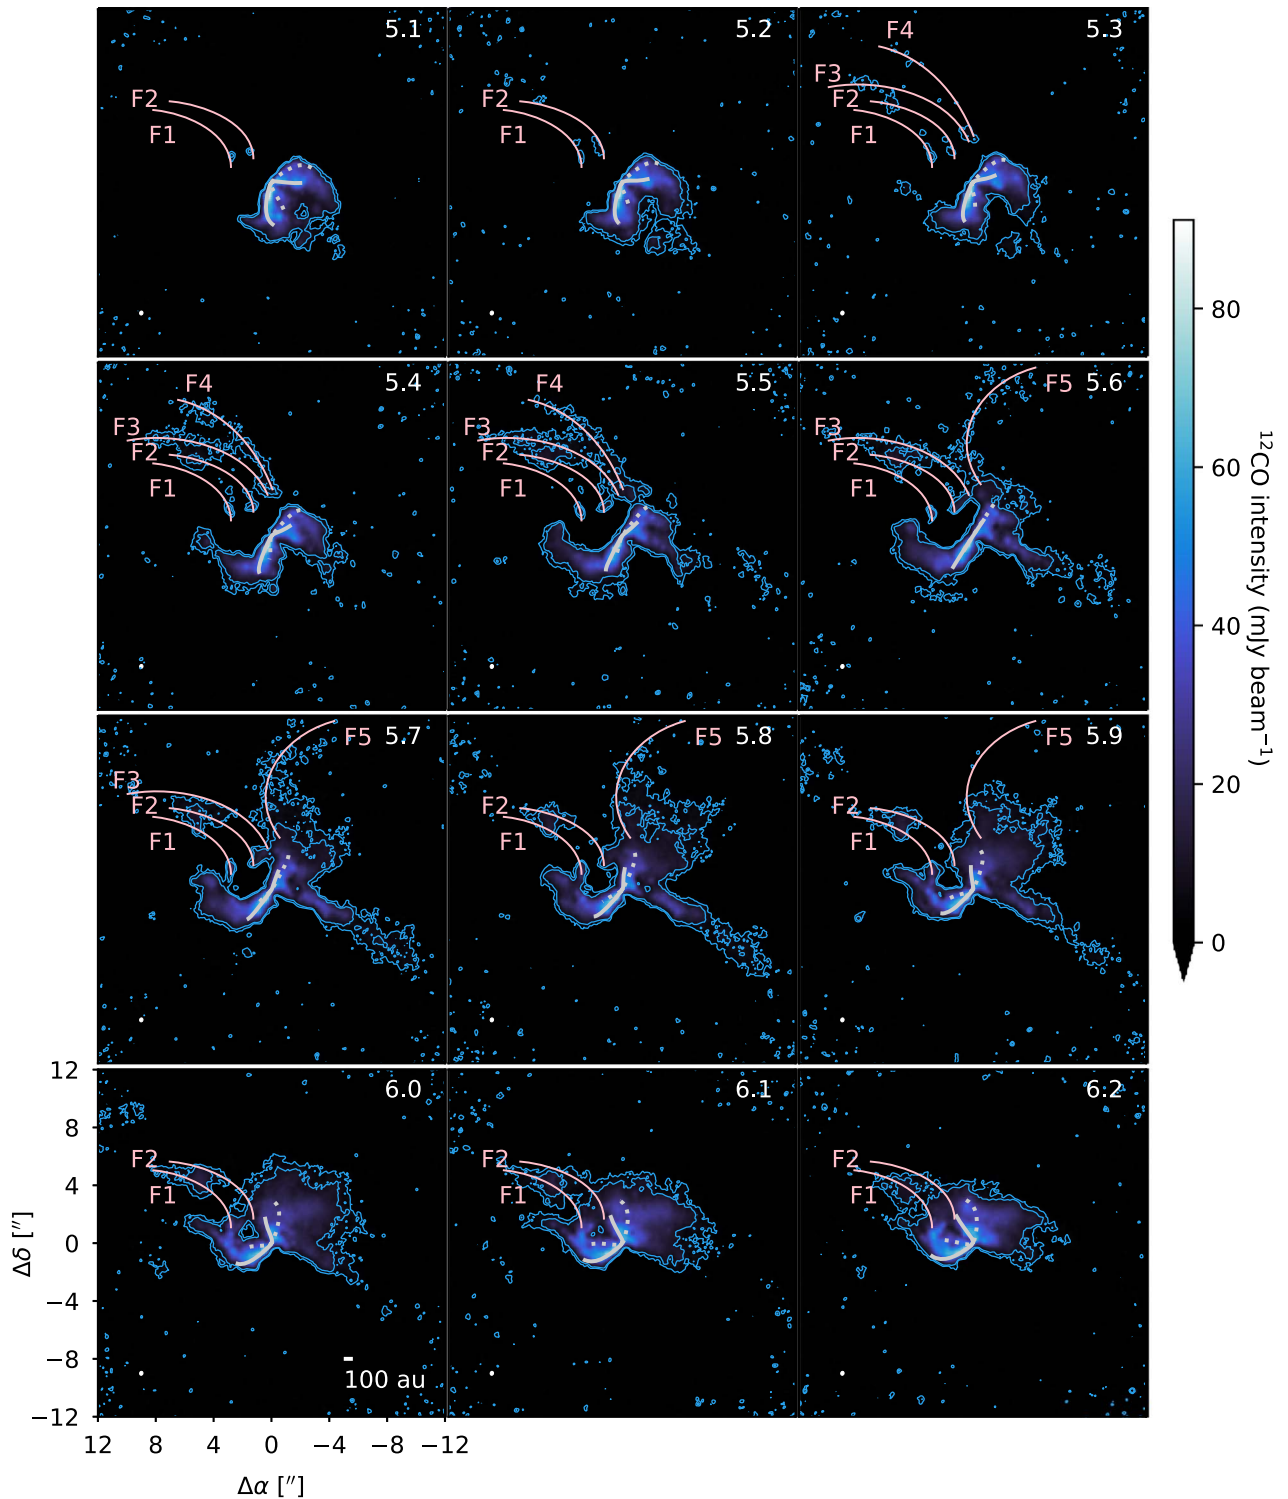 5.1
F2
F1
5.2
F2
F1
5.3
F4
F3
F2
F1
5.4
F4
F3
F2
F1
5.5
F4
F3
F2
F1
5.6
F5
F3
F2
F1
5.7
F5
F3
F2
F1
5.8
F5
F2
F1
5.9
F5
F2
F1
6.0
F2
F1
100 au
6.1
F2
F1
6.2
F2
F1
12
8
4
0
−4
−8
−12
Δδ [″]
12 8 4 0 −4 −8 −12
Δα [″]
80
60
40
20
0
¹²CO intensity (mJy beam⁻¹)